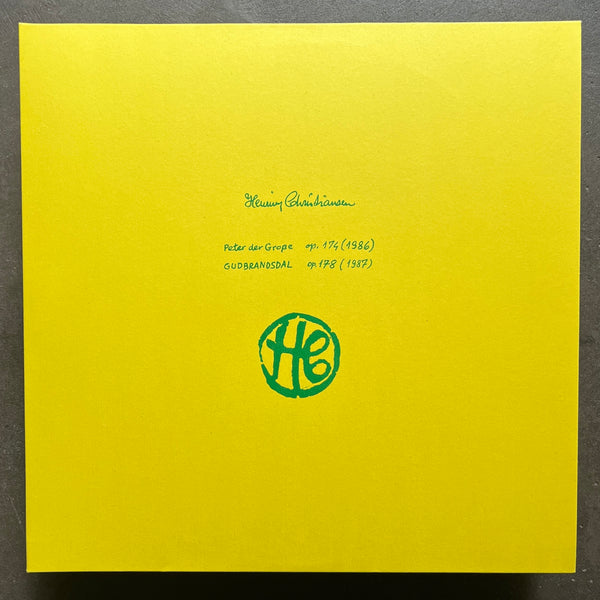 Henning Christiansen
Peter der Große op. 174 (1986)
GUDBRANDSDAL op. 178 (1987)
HC